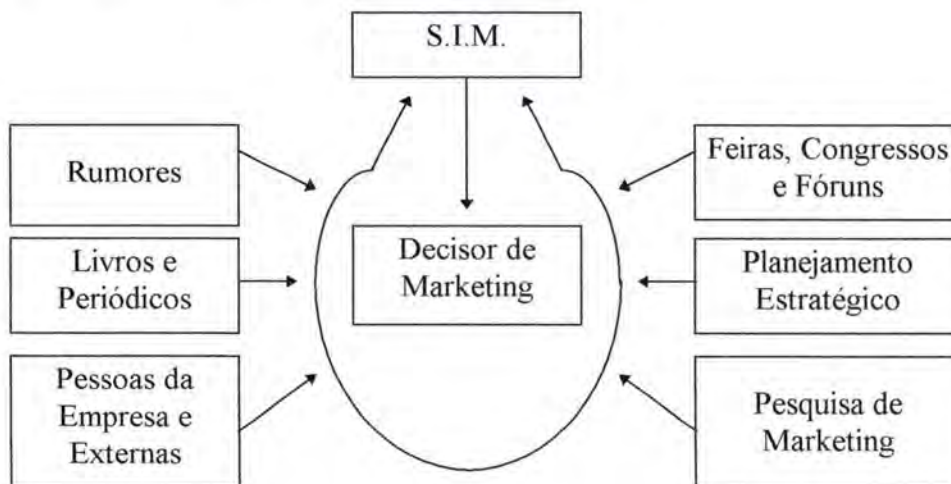 S.I.M.
Rumores
Livros e
Periódicos
Pessoas da
Empresa e
Externas
Decisor de
Marketing
Feiras, Congressos
e Fóruns
Planejamento
Estratégico
Pesquisa de
Marketing